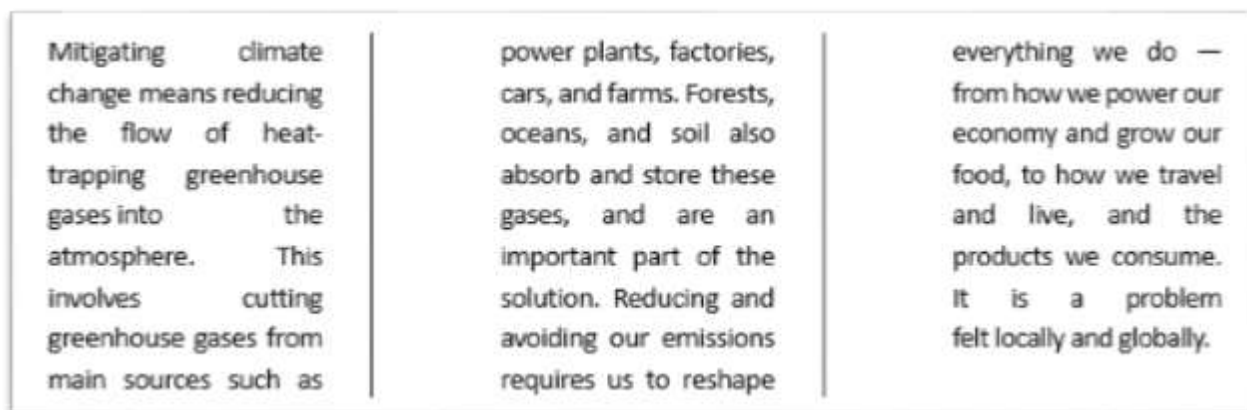 Mitigating climate
change means reducing
the flow of heat-
trapping greenhouse
gases into the
atmosphere. This
involves cutting
greenhouse gases from
main sources such as
power plants, factories,
cars, and farms. Forests,
oceans, and soil also
absorb and store these
gases, and are an
important part of the
solution. Reducing and
avoiding our emissions
requires us to reshape
everything we do —
from how we power our
economy and grow our
food, to how we travel
and live, and the
products we consume.
It is a problem
felt locally and globally.